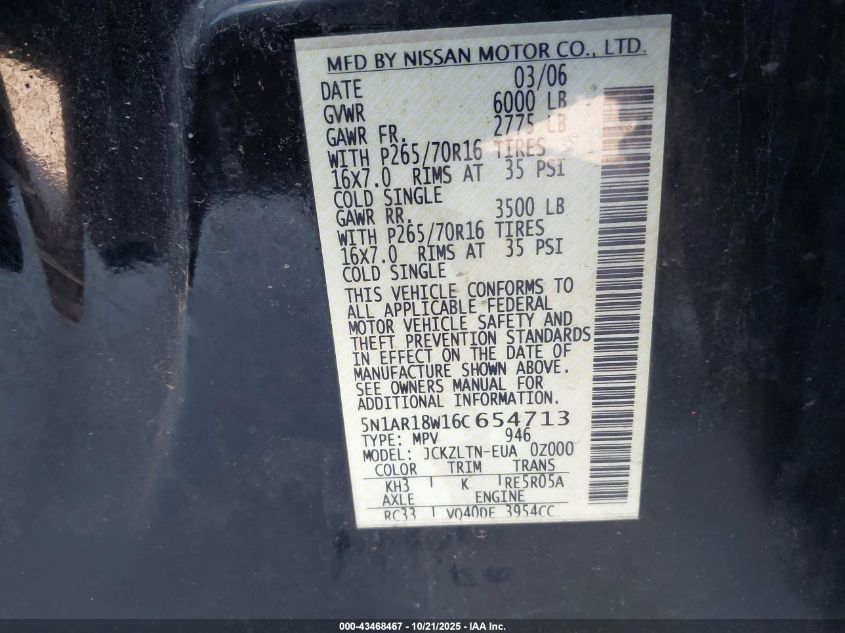 MFD BY NISSAN MOTOR CO., LTD.
DATE 03/06
GVWR 6000 LB
GAWR FR. 2775 LB
WITH P265/70R16 TIRES
16X7.0 RIMS AT 35 PSI
COLD SINGLE
GAWR RR. 3500 LB
WITH P265/70R16 TIRES
16X7.0 RIMS AT 35 PSI
COLD SINGLE
THIS VEHICLE CONFORMS TO
ALL APPLICABLE FEDERAL
MOTOR VEHICLE SAFETY AND
THEFT PREVENTION STANDARDS
IN EFFECT ON THE DATE OF
MANUFACTURE SHOWN ABOVE.
SEE OWNERS MANUAL FOR
ADDITIONAL INFORMATION.
5N1AR18W16C654713
TYPE: MPV 946
MODEL: JCKZLTN-EUA 0Z000
COLOR TRIM TRANS
KH3 K RE5R05A
AXLE ENGINE
RC33 VQ40DE 3954CC
000-43468467 - 10/21/2025 - IAA Inc.